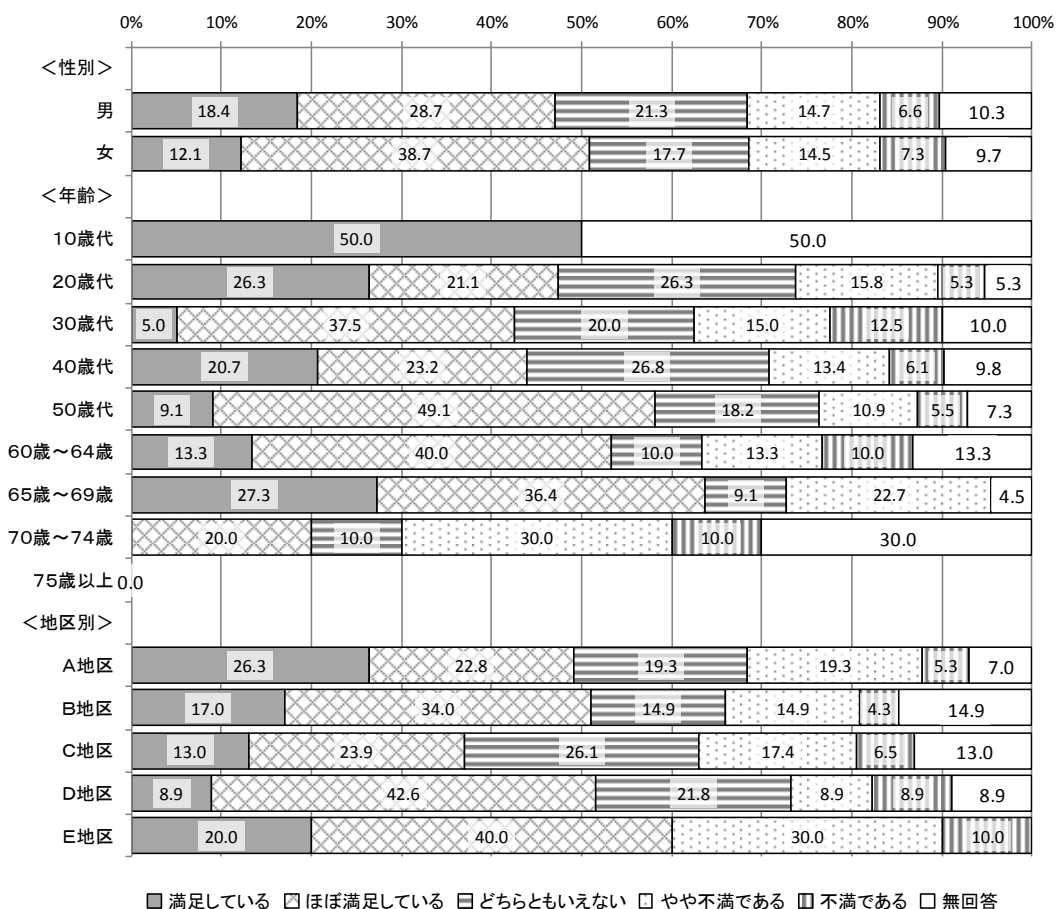 0% 10% 20% 30% 40% 50% 60% 70% 80% 90% 100%
＜性別＞
男 18.4 28.7 21.3 14.7 6.6 10.3
女 12.1 38.7 17.7 14.5 7.3 9.7
＜年齢＞
10歳代 50.0 50.0
20歳代 26.3 21.1 26.3 15.8 5.3 5.3
30歳代 5.0 37.5 20.0 15.0 12.5 10.0
40歳代 20.7 23.2 26.8 13.4 6.1 9.8
50歳代 9.1 49.1 18.2 10.9 5.5 7.3
60歳～64歳 13.3 40.0 10.0 13.3 10.0 13.3
65歳～69歳 27.3 36.4 9.1 22.7 4.5
70歳～74歳 20.0 10.0 30.0 10.0 30.0
75歳以上 0.0
＜地区別＞
A地区 26.3 22.8 19.3 19.3 5.3 7.0
B地区 17.0 34.0 14.9 14.9 4.3 14.9
C地区 13.0 23.9 26.1 17.4 6.5 13.0
D地区 8.9 42.6 21.8 8.9 8.9 8.9
E地区 20.0 40.0 30.0 10.0
満足している ほぼ満足している どちらともいえない やや不満である 不満である 無回答